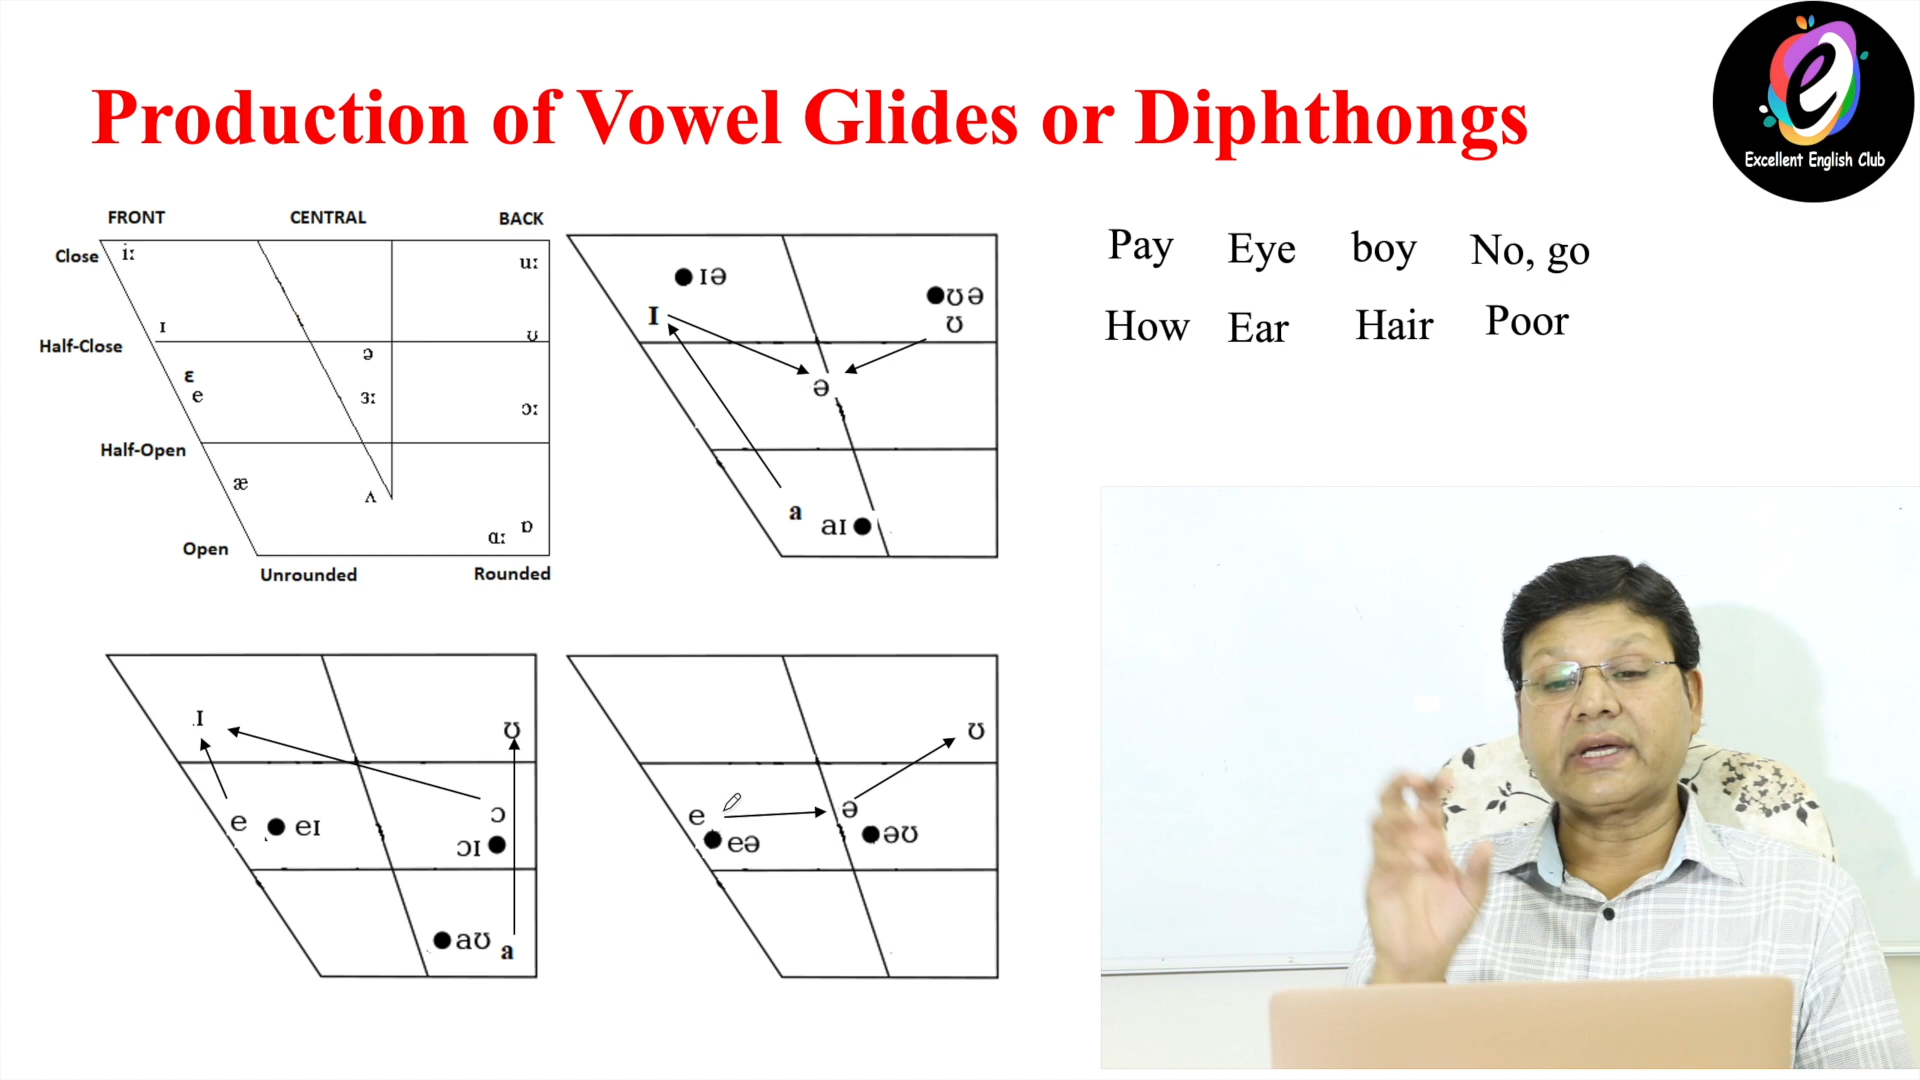 Excellent English Club
Production of Vowel Glides or Diphthongs
FRONT CENTRAL BACK
Close iː uː
ɪ ʊ
Half-Close ə
ɛ
e ɜː ɔː
Half-Open
æ ʌ
ɑː ɒ
Open
Unrounded Rounded
ɪə
ʊə
I ʊ
ə
a aɪ
Pay Eye boy No, go
How Ear Hair Poor
ɪ ʊ
e eɪ ɔ
ɔɪ
aʊ a
ʊ
e ə
eə əʊ